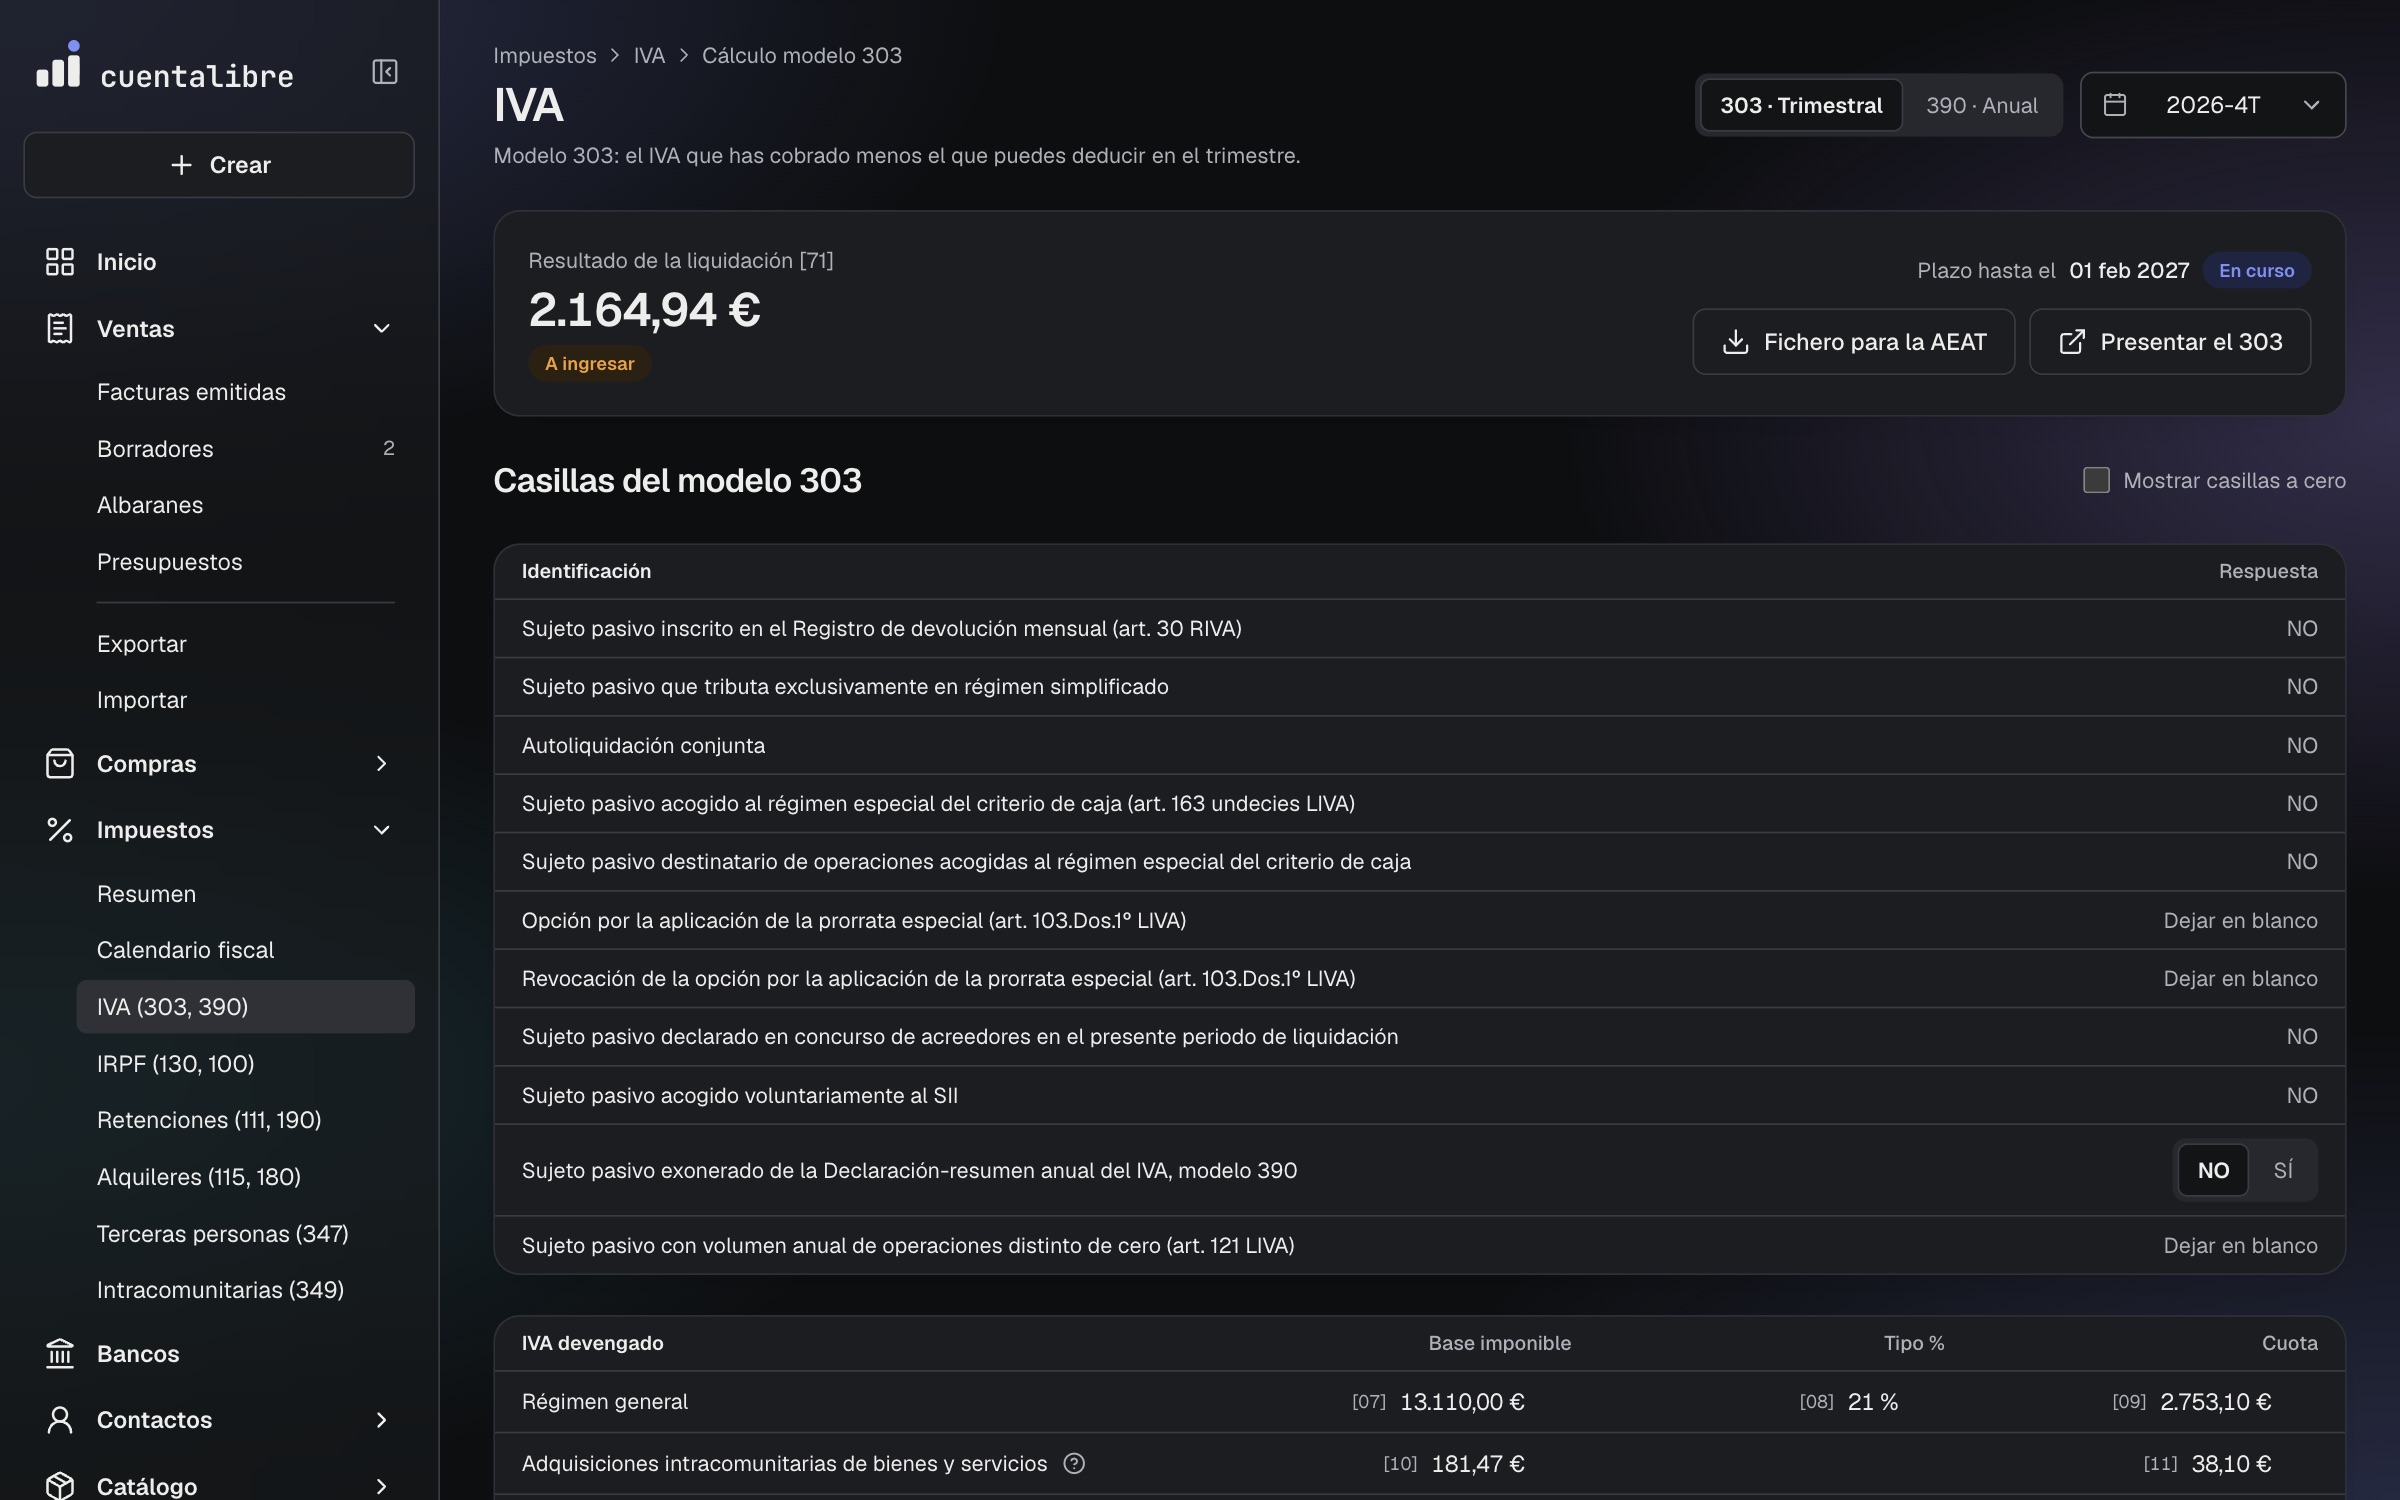 cuentalibre
Crear
Inicio
Ventas
Facturas emitidas
Borradores 2
Albaranes
Presupuestos
Exportar
Importar
Compras
Impuestos
Resumen
Calendario fiscal
IVA (303, 390)
IRPF (130, 100)
Retenciones (111, 190)
Alquileres (115, 180)
Terceras personas (347)
Intracomunitarias (349)
Bancos
Contactos
Catálogo
Impuestos > IVA > Cálculo modelo 303
IVA
Modelo 303: el IVA que has cobrado menos el que puedes deducir en el trimestre.
303 · Trimestral 390 · Anual 2026-4T
Resultado de la liquidación [71]
2.164,94 €
A ingresar
Plazo hasta el 01 feb 2027 En curso
Fichero para la AEAT Presentar el 303
Casillas del modelo 303 Mostrar casillas a cero
Identificación Respuesta
Sujeto pasivo inscrito en el Registro de devolución mensual (art. 30 RIVA) NO
Sujeto pasivo que tributa exclusivamente en régimen simplificado NO
Autoliquidación conjunta NO
Sujeto pasivo acogido al régimen especial del criterio de caja (art. 163 undecies LIVA) NO
Sujeto pasivo destinatario de operaciones acogidas al régimen especial del criterio de caja NO
Opción por la aplicación de la prorrata especial (art. 103.Dos.1º LIVA) Dejar en blanco
Revocación de la opción por la aplicación de la prorrata especial (art. 103.Dos.1º LIVA) Dejar en blanco
Sujeto pasivo declarado en concurso de acreedores en el presente periodo de liquidación NO
Sujeto pasivo acogido voluntariamente al SII NO
Sujeto pasivo exonerado de la Declaración-resumen anual del IVA, modelo 390 NO SÍ
Sujeto pasivo con volumen anual de operaciones distinto de cero (art. 121 LIVA) Dejar en blanco
IVA devengado Base imponible Tipo % Cuota
Régimen general [07] 13.110,00 € [08] 21 % [09] 2.753,10 €
Adquisiciones intracomunitarias de bienes y servicios ? [10] 181,47 € [11] 38,10 €